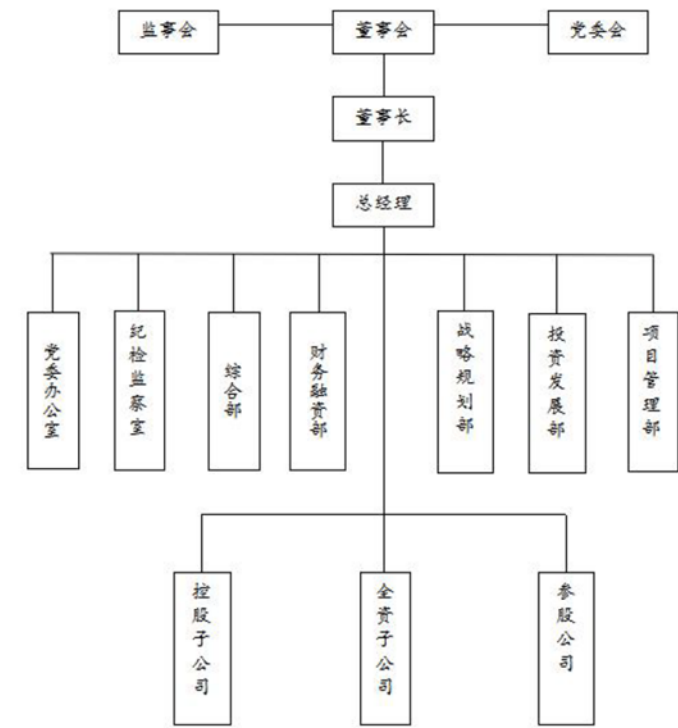 监事会
董事会
党委会
董事长
总经理
党委办公室
纪检监察室
综合部
财务融资部
战略规划部
投资发展部
项目管理部
控股子公司
全资子公司
参股公司